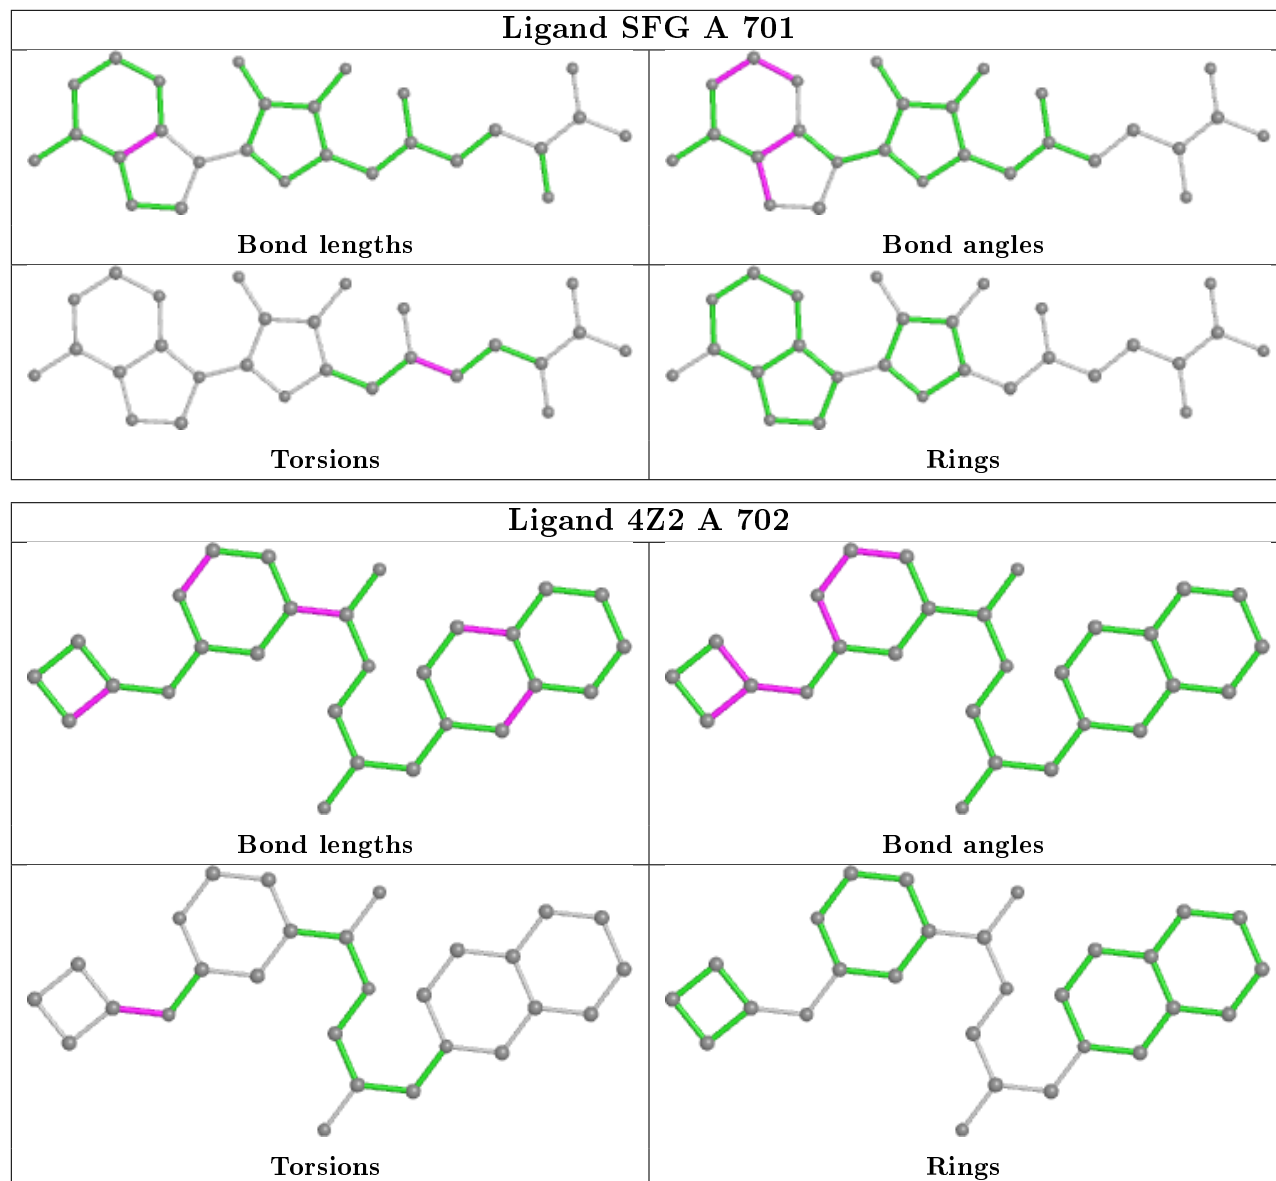 Ligand SFG A 701
Bond lengths
Bond angles
Torsions
Rings
Ligand 4Z2 A 702
Bond lengths
Bond angles
Torsions
Rings